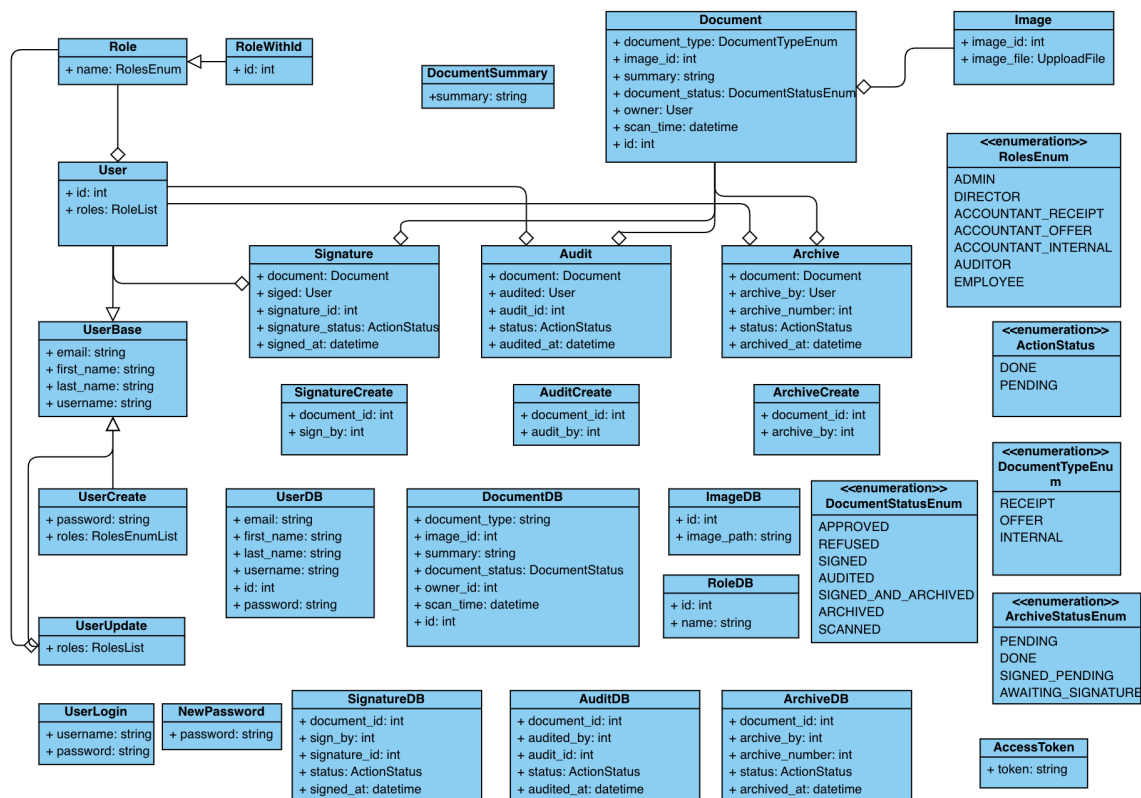 Role
+ name: RolesEnum
RoleWithId
+ id: int
DocumentSummary
+summary: string
Document
+ document_type: DocumentTypeEnum
+ image_id: int
+ summary: string
+ document_status: DocumentStatusEnum
+ owner: User
+ scan_time: datetime
+ id: int
Image
+ image_id: int
+ image_file: UpploadFile
<<enumeration>>
RolesEnum
ADMIN
DIRECTOR
ACCOUNTANT_RECEIPT
ACCOUNTANT_OFFER
ACCOUNTANT_INTERNAL
AUDITOR
EMPLOYEE
User
+ id: int
+ roles: RoleList
Signature
+ document: Document
+ siged: User
+ signature_id: int
+ signature_status: ActionStatus
+ signed_at: datetime
Audit
+ document: Document
+ audited: User
+ audit_id: int
+ status: ActionStatus
+ audited_at: datetime
Archive
+ document: Document
+ archive_by: User
+ archive_number: int
+ status: ActionStatus
+ archived_at: datetime
UserBase
+ email: string
+ first_name: string
+ last_name: string
+ username: string
<<enumeration>>
ActionStatus
DONE
PENDING
SignatureCreate
+ document_id: int
+ sign_by: int
AuditCreate
+ document_id: int
+ audit_by: int
ArchiveCreate
+ document_id: int
+ archive_by: int
<<enumeration>>
DocumentTypeEnu
m
RECEIPT
OFFER
INTERNAL
UserCreate
+ password: string
+ roles: RolesEnumList
UserDB
+ email: string
+ first_name: string
+ last_name: string
+ username: string
+ id: int
+ password: string
DocumentDB
+ document_type: string
+ image_id: int
+ summary: string
+ document_status: DocumentStatus
+ owner_id: int
+ scan_time: datetime
+ id: int
ImageDB
+ id: int
+ image_path: string
RoleDB
+ id: int
+ name: string
<<enumeration>>
DocumentStatusEnum
APPROVED
REFUSED
SIGNED
AUDITED
SIGNED_AND_ARCHIVED
ARCHIVED
SCANNED
<<enumeration>>
ArchiveStatusEnum
PENDING
DONE
SIGNED_PENDING
AWAITING_SIGNATURE
UserUpdate
+ roles: RolesList
UserLogin
+ username: string
+ password: string
NewPassword
+ password: string
SignatureDB
+ document_id: int
+ sign_by: int
+ signature_id: int
+ status: ActionStatus
+ signed_at: datetime
AuditDB
+ document_id: int
+ audited_by: int
+ audit_id: int
+ status: ActionStatus
+ audited_at: datetime
ArchiveDB
+ document_id: int
+ archive_by: int
+ archive_number: int
+ status: ActionStatus
+ archived_at: datetime
AccessToken
+ token: string